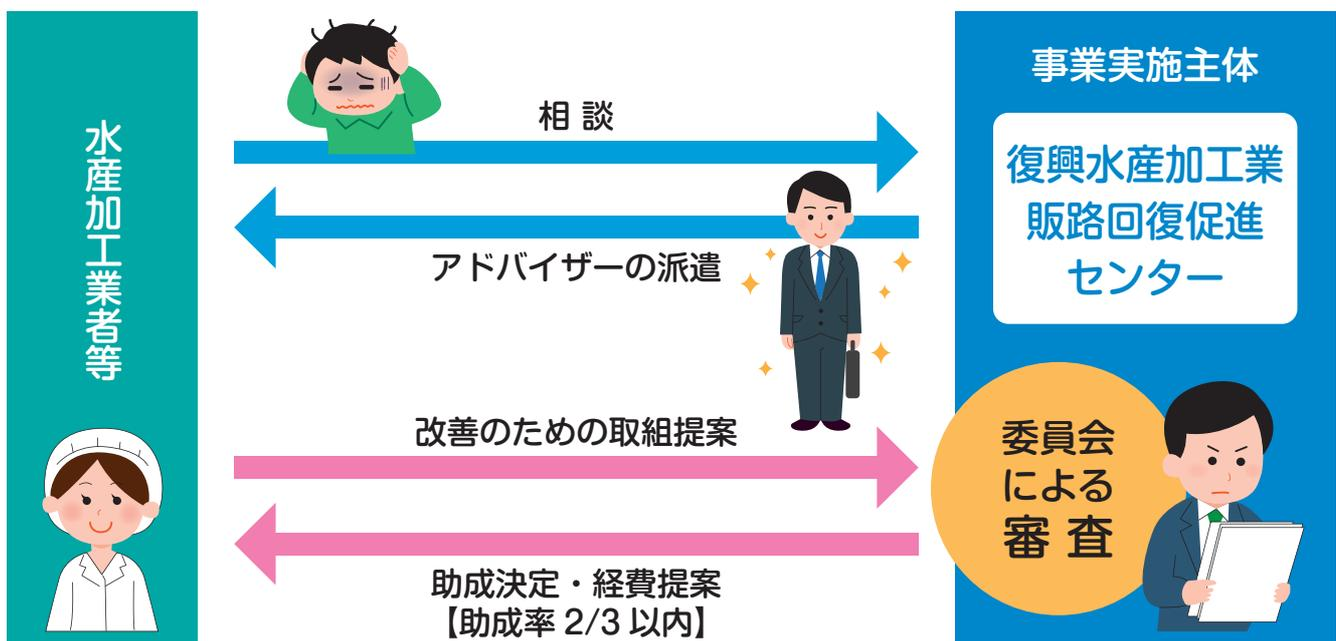 水産加工業者等
相 談
アドバイザーの派遣
改善のための取組提案
助成決定・経費提案
【助成率 2/3 以内】
事業実施主体
復興水産加工業
販路回復促進
センター
委員会
による
審 査